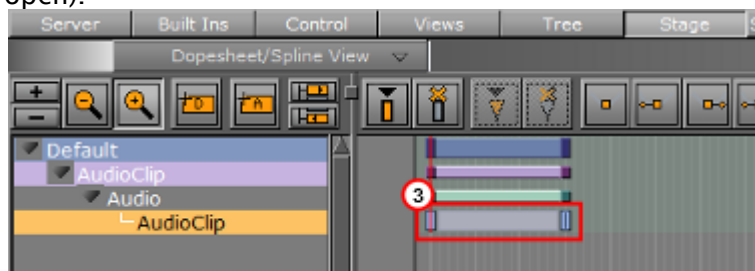 open).
Server Built Ins Control Views Tree Stage
Dopesheet/Spline View
+ D A
-
Default
AudioClip
3
Audio
AudioClip